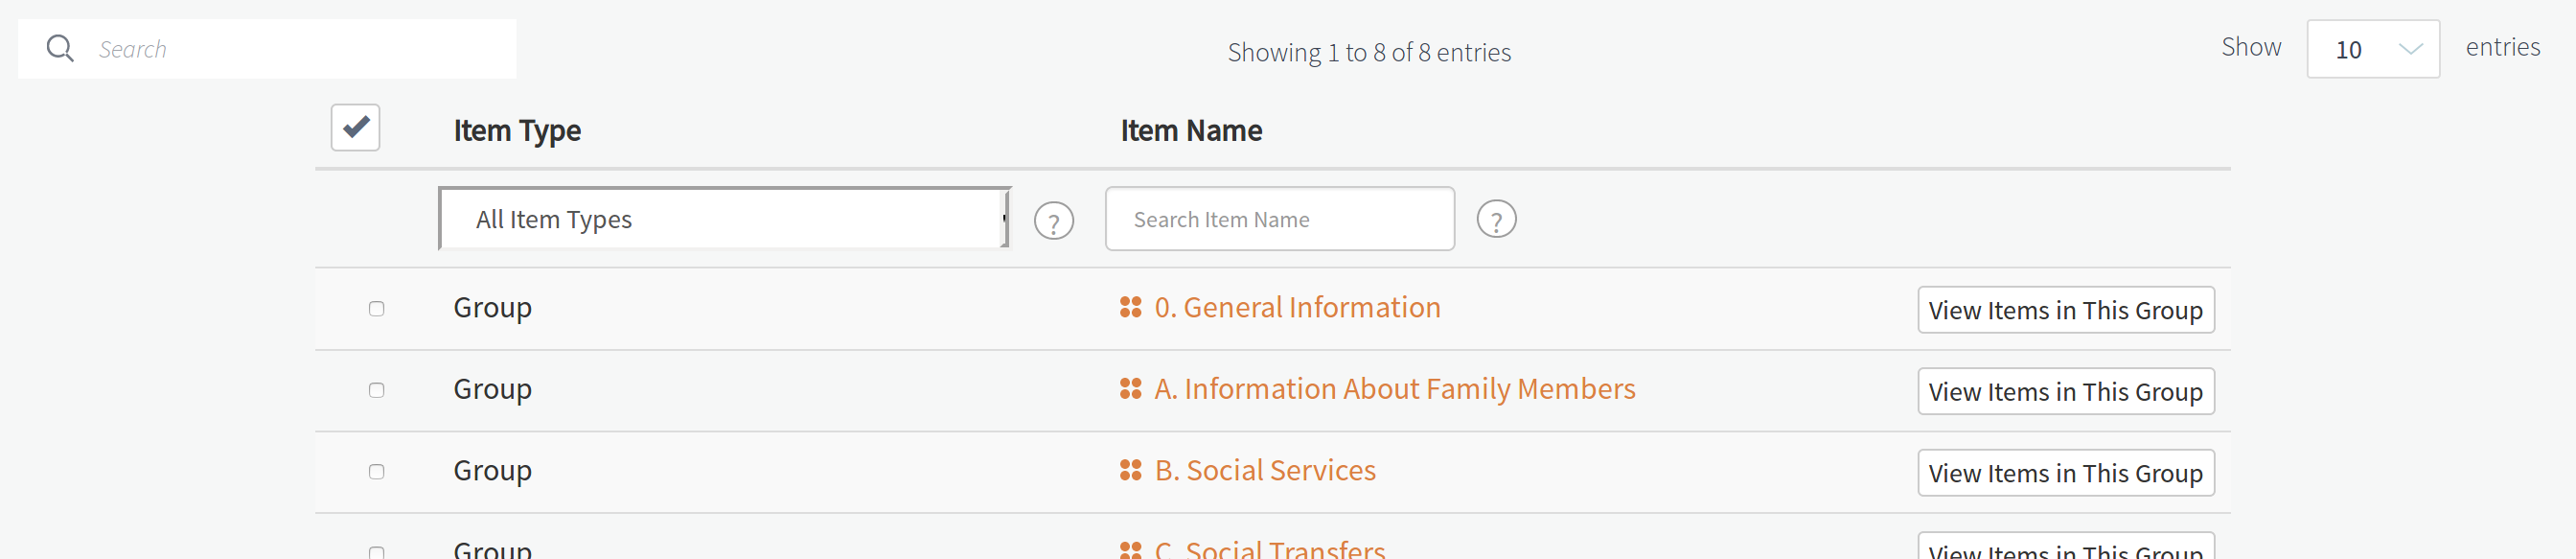 Search
Showing 1 to 8 of 8 entries
Show 10 entries
Item Type Item Name
All Item Types ? Search Item Name ?
Group 0. General Information View Items in This Group
Group A. Information About Family Members View Items in This Group
Group B. Social Services View Items in This Group
Group C. Social Transfers View Items in This Group